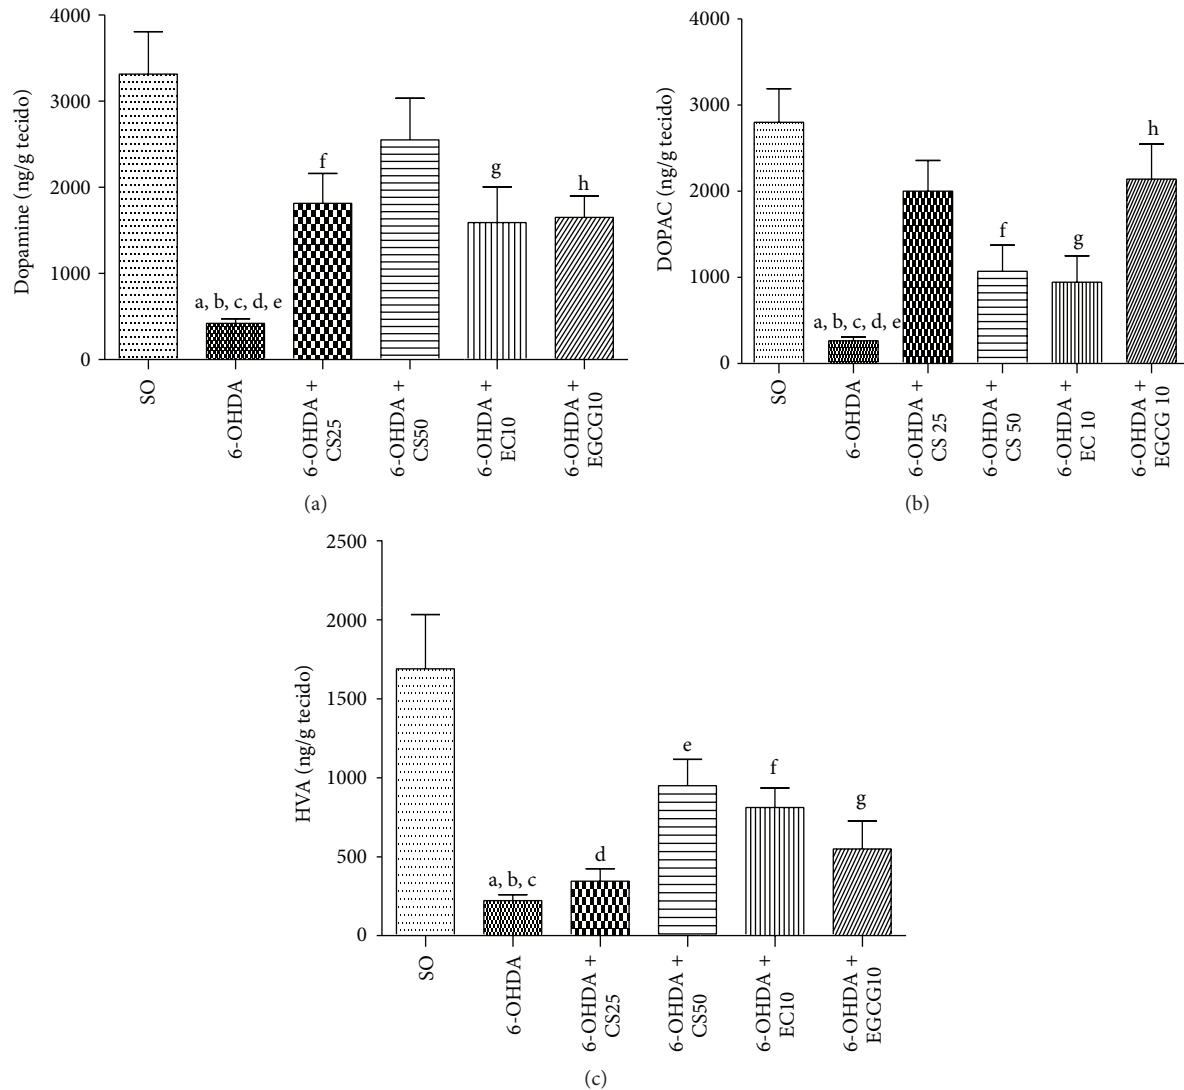 4000
3000
2000
1000
0
Dopamine (ng/g tecido)
a, b, c, d, e
f
g
h
SO
6-OHDA
6-OHDA +
CS25
6-OHDA +
CS50
6-OHDA +
EC10
6-OHDA +
EGCG10
(a)
4000
3000
2000
1000
0
DOPAC (ng/g tecido)
a, b, c, d, e
f
g
h
SO
6-OHDA
6-OHDA +
CS 25
6-OHDA +
CS 50
6-OHDA +
EC 10
6-OHDA +
EGCG 10
(b)
2500
2000
1500
1000
500
0
HVA (ng/g tecido)
a, b, c
d
e
f
g
SO
6-OHDA
6-OHDA +
CS25
6-OHDA +
CS50
6-OHDA +
EC10
6-OHDA +
EGCG10
(c)